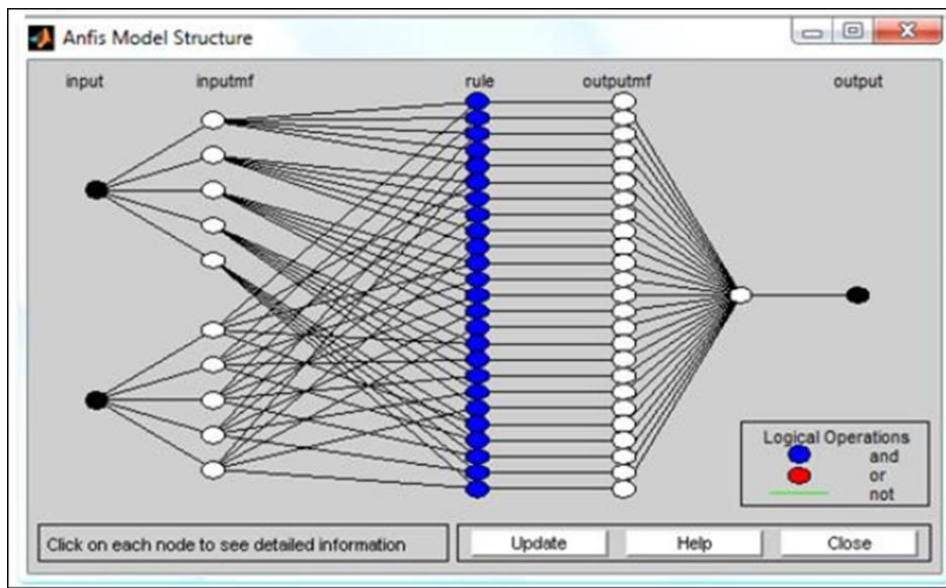 Anfis Model Structure
input inputmf rule outputmf output
Logical Operations
and
or
not
Click on each node to see detailed information
Update Help Close